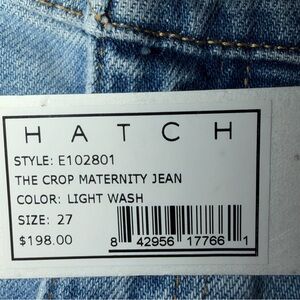 HATCH
STYLE: E102801
THE CROP MATERNITY JEAN
COLOR: LIGHT WASH
SIZE: 27
$198.00
8 42956 17766 1